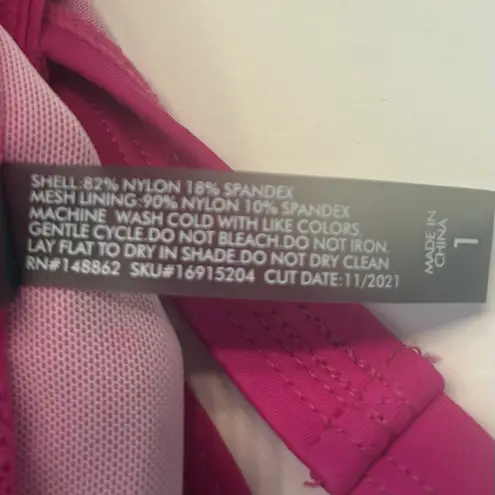 SHELL:82% NYLON 18% SPANDEX
MESH LINING:90% NYLON 10% SPANDEX
MACHINE WASH COLD WITH LIKE COLORS.
GENTLE CYCLE.DO NOT BLEACH.DO NOT IRON.
LAY FLAT TO DRY IN SHADE.DO NOT DRY CLEAN
RN#148862 SKU#16915204 CUT DATE:11/2021
MADE IN
CHINA
1